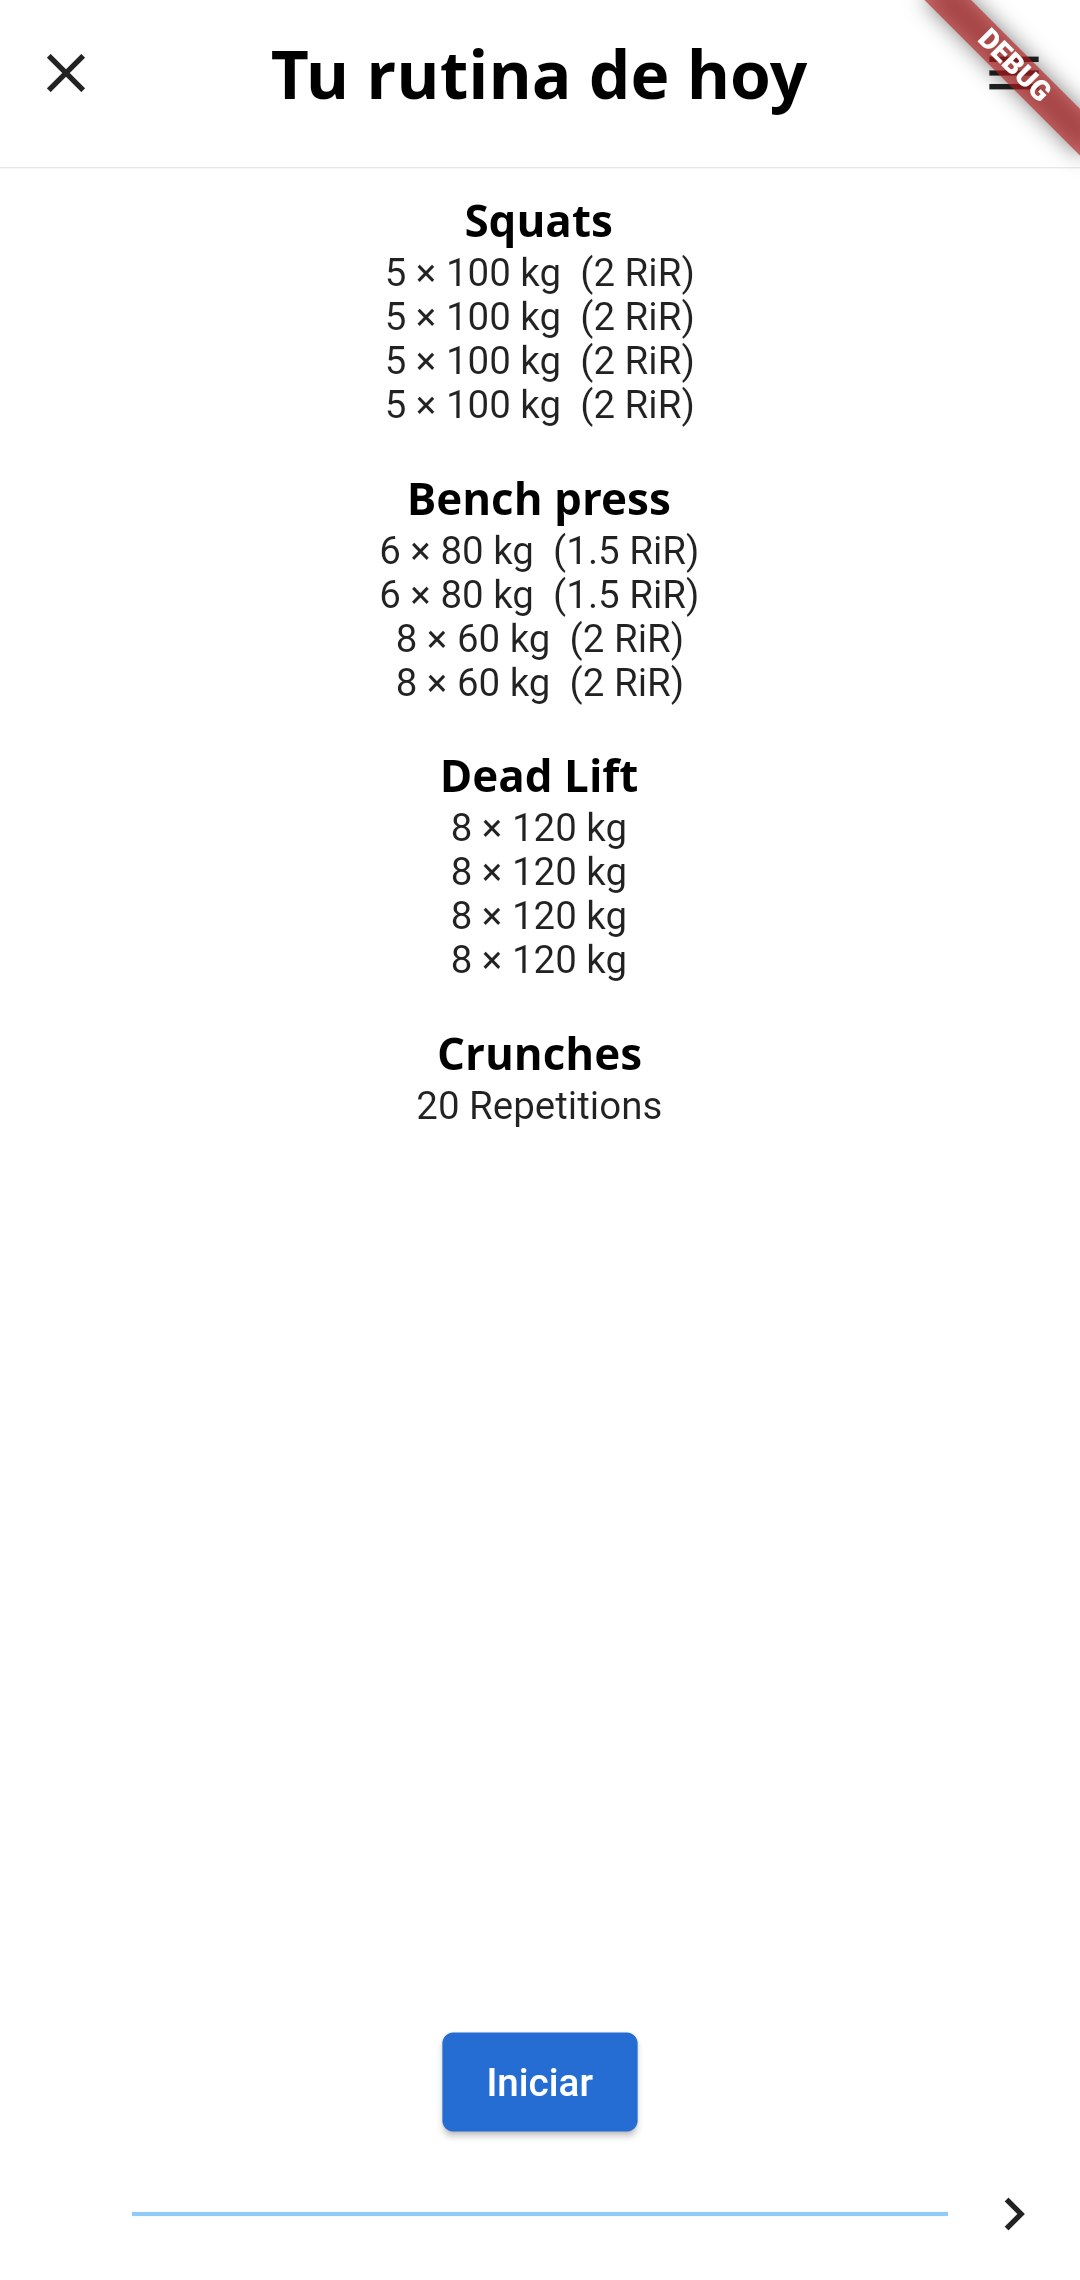 Tu rutina de hoy
DEBUG
Squats
5 × 100 kg  (2 RiR)
5 × 100 kg  (2 RiR)
5 × 100 kg  (2 RiR)
5 × 100 kg  (2 RiR)
Bench press
6 × 80 kg  (1.5 RiR)
6 × 80 kg  (1.5 RiR)
8 × 60 kg  (2 RiR)
8 × 60 kg  (2 RiR)
Dead Lift
8 × 120 kg
8 × 120 kg
8 × 120 kg
8 × 120 kg
Crunches
20 Repetitions
Iniciar